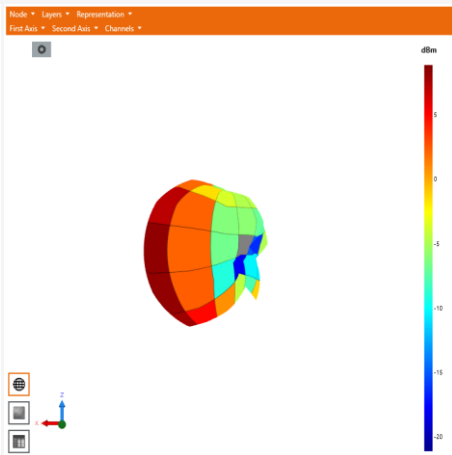 Node Layers Representation
First Axis Second Axis Channels
dBm
5
0
-5
-10
-15
-20
Z
X